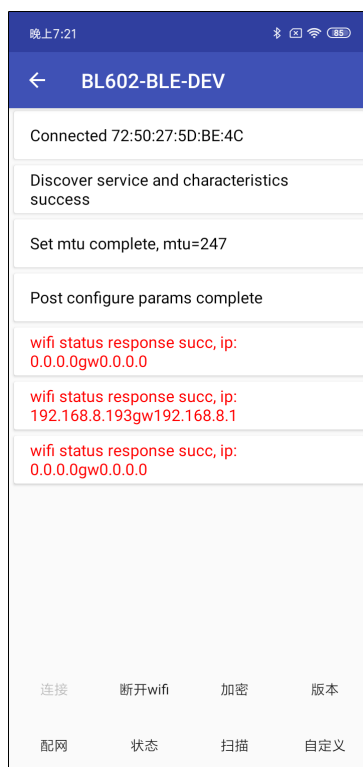 晚上7:21
85
BL602-BLE-DEV
Connected 72:50:27:5D:BE:4C
Discover service and characteristics
success
Set mtu complete, mtu=247
Post configure params complete
wifi status response succ, ip:
0.0.0.0gw0.0.0.0
wifi status response succ, ip:
192.168.8.193gw192.168.8.1
wifi status response succ, ip:
0.0.0.0gw0.0.0.0
连接 断开wifi 加密 版本
配网 状态 扫描 自定义